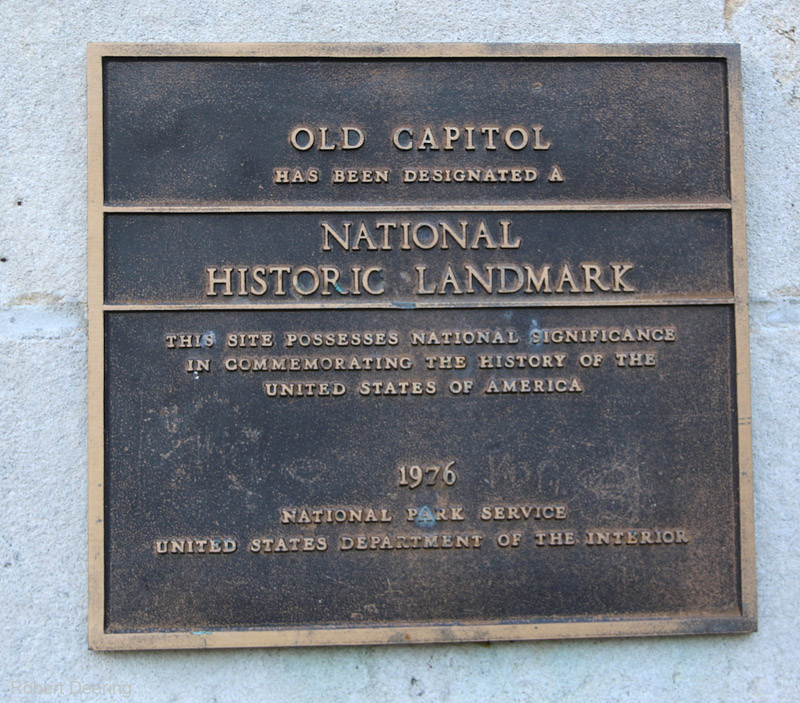 OLD CAPITOL
HAS BEEN DESIGNATED A
NATIONAL
HISTORIC LANDMARK
THIS SITE POSSESSES NATIONAL SIGNIFICANCE
IN COMMEMORATING THE HISTORY OF THE
UNITED STATES OF AMERICA
1976
NATIONAL PARK SERVICE
UNITED STATES DEPARTMENT OF THE INTERIOR
Robert Deering